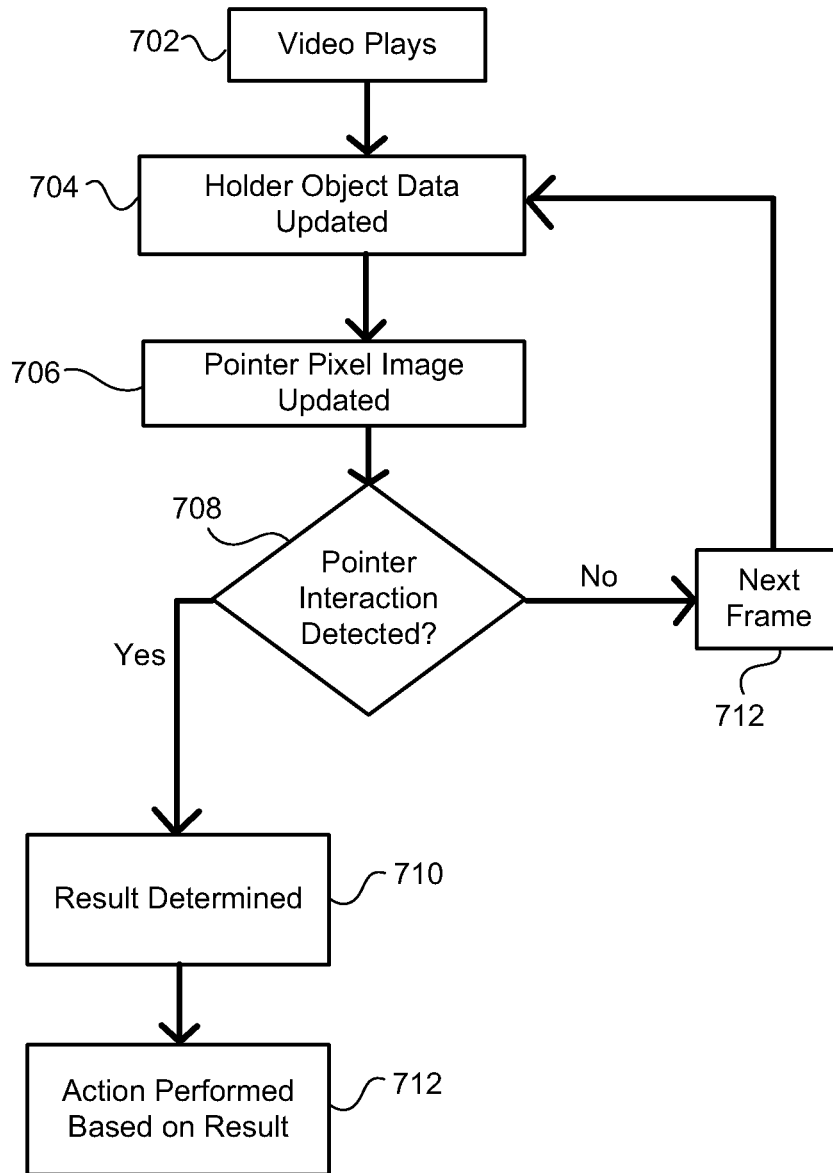 702
Video Plays
704
Holder Object Data
Updated
706
Pointer Pixel Image
Updated
708
Pointer
Interaction
Detected?
No
Next
Frame
712
Yes
Result Determined
710
Action Performed
Based on Result
712